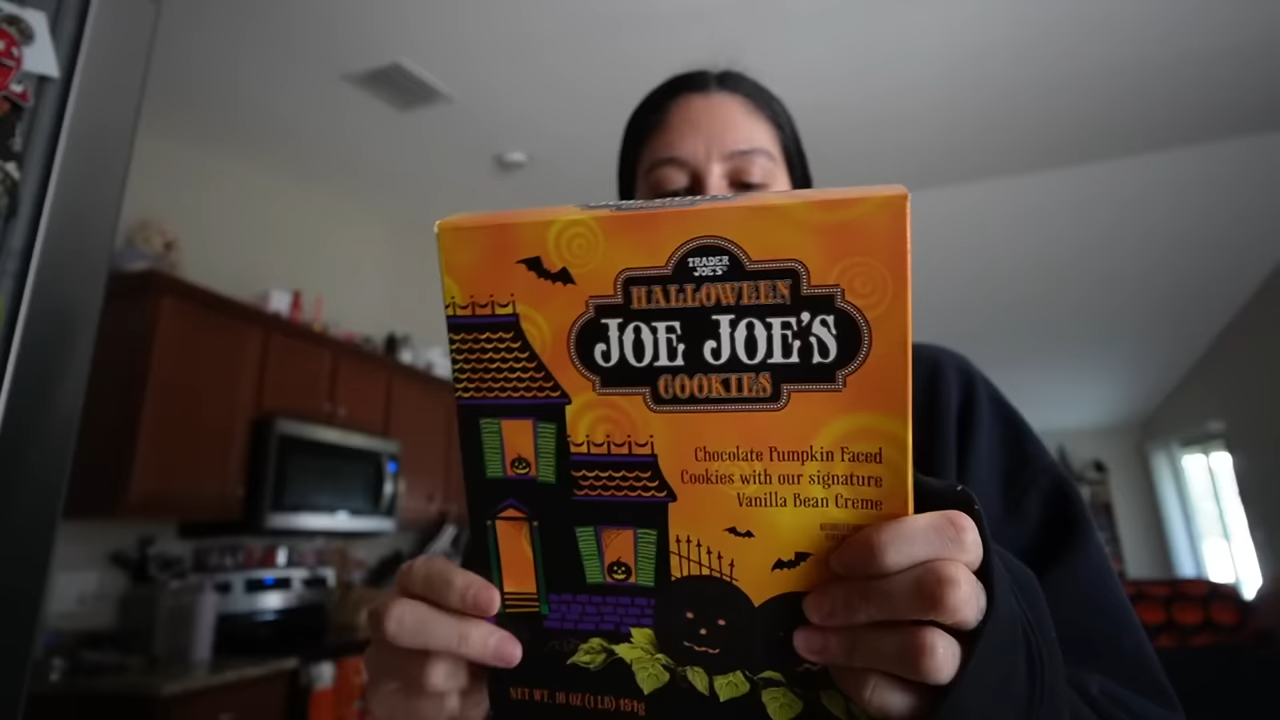 TRADER
JOE'S
HALLOWEEN
JOE JOE'S
COOKIES
Chocolate Pumpkin Faced
Cookies with our signature
Vanilla Bean Creme
NET WT. 16 OZ (1 LB) 454g